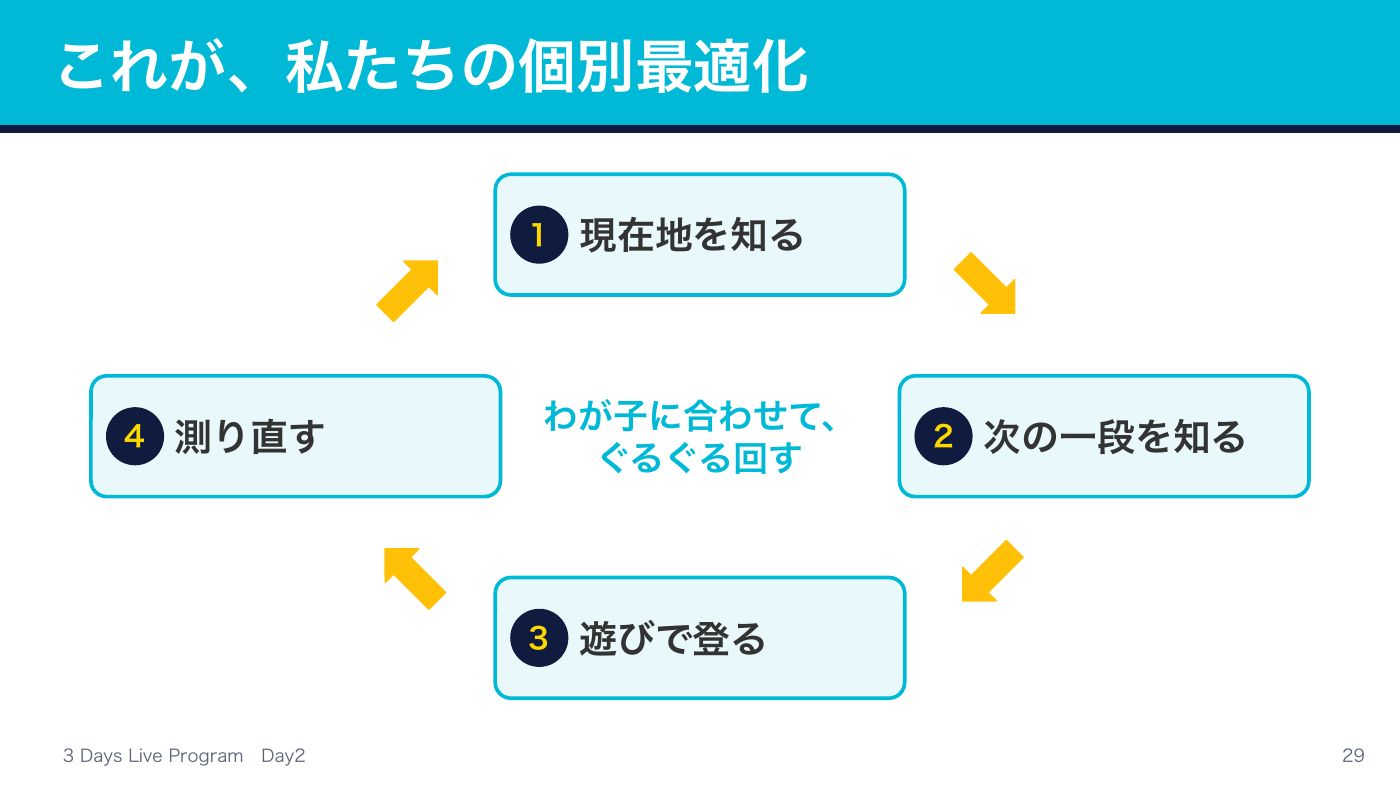 これが、私たちの個別最適化
1 現在地を知る
4 測り直す
わが子に合わせて、
ぐるぐる回す
2 次の一段を知る
3 遊びで登る
3 Days Live Program　Day2
29